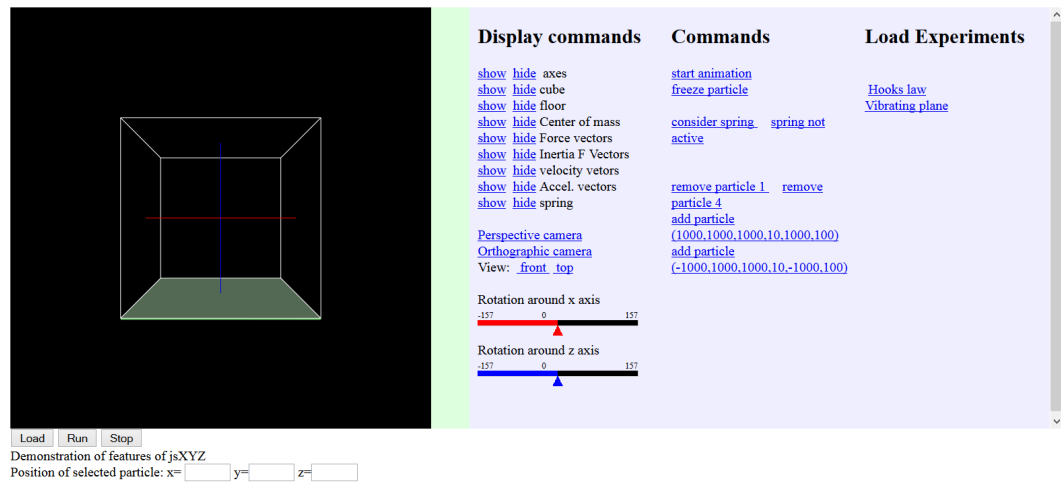 Display commands
show hide axes
show hide cube
show hide floor
show hide Center of mass
show hide Force vectors
show hide Inertia F Vectors
show hide velocity vetors
show hide Accel. vectors
show hide spring
Perspective camera
Orthographic camera
View: front top
Rotation around x axis
-157 0 157
Rotation around z axis
-157 0 157
Commands
start animation
freeze particle
consider spring spring not
active
remove particle 1 remove
particle 4
add particle
(1000,1000,1000,10,1000,100)
add particle
(-1000,1000,1000,10,-1000,100)
Load Experiments
Hooks law
Vibrating plane
Load Run Stop
Demonstration of features of jsXYZ
Position of selected particle: x= y= z=